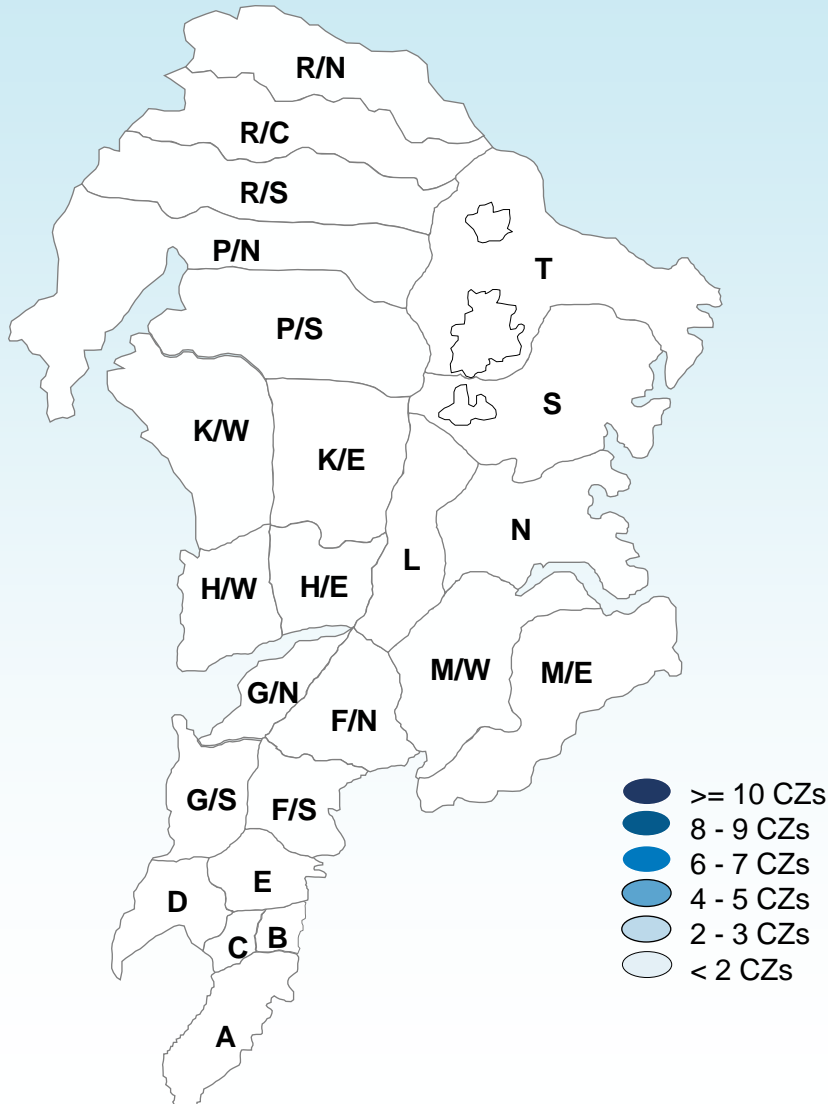 R/N
R/C
R/S
P/N
T
P/S
S
K/W
K/E
N
L
H/W
H/E
M/W
M/E
G/N
F/N
G/S
F/S
E
D
B
C
A
>= 10 CZs
8 - 9 CZs
6 - 7 CZs
4 - 5 CZs
2 - 3 CZs
< 2 CZs